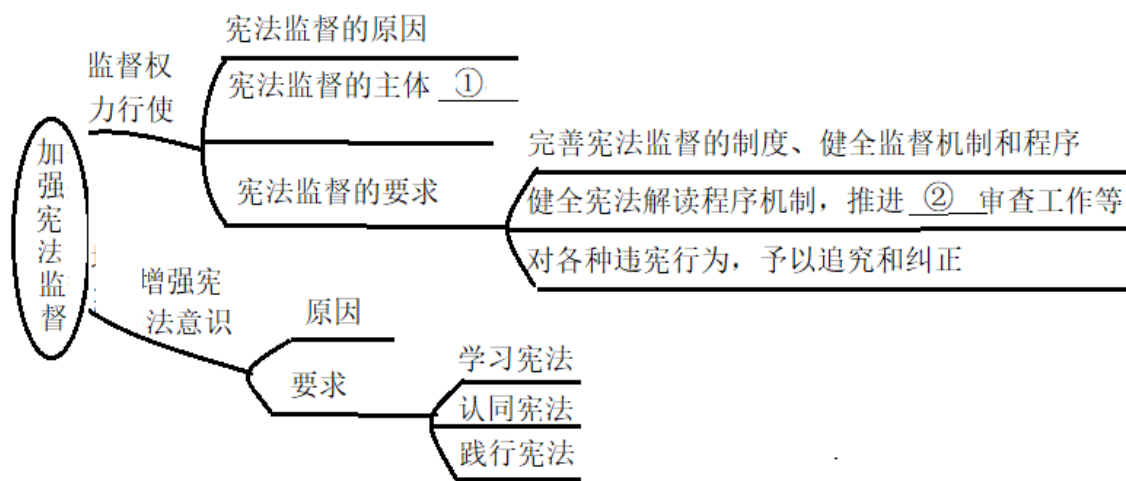 加强宪法监督
监督权
力行使
宪法监督的原因
宪法监督的主体 ①
宪法监督的要求
完善宪法监督的制度、健全监督机制和程序
健全宪法解读程序机制，推进 ② 审查工作等
对各种违宪行为，予以追究和纠正
增强宪
法意识
原因
要求
学习宪法
认同宪法
践行宪法